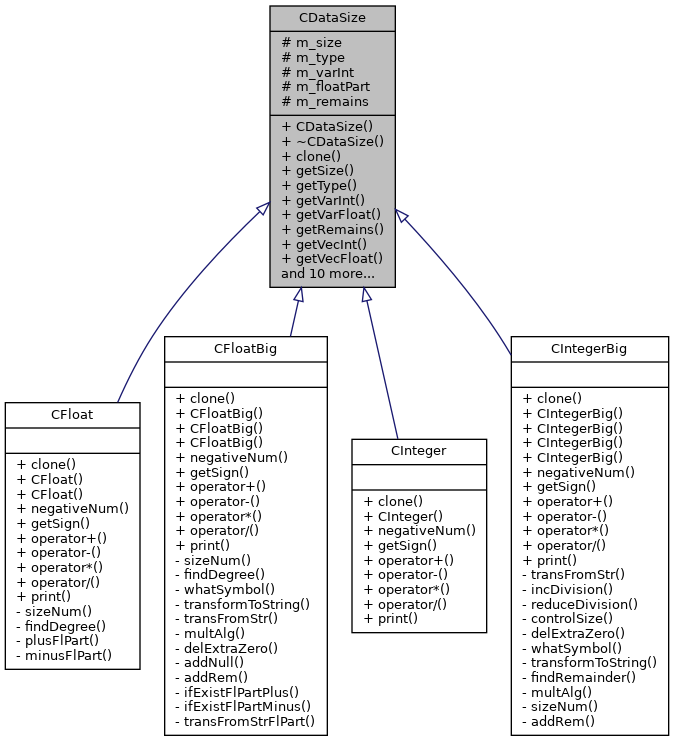 CDataSize
# m_size
# m_type
# m_varInt
# m_floatPart
# m_remains
+ CDataSize()
+ ~CDataSize()
+ clone()
+ getSize()
+ getType()
+ getVarInt()
+ getVarFloat()
+ getRemains()
+ getVecInt()
+ getVecFloat()
and 10 more...
CFloat
+ clone()
+ CFloat()
+ CFloat()
+ negativeNum()
+ getSign()
+ operator+()
+ operator-()
+ operator*()
+ operator/()
+ print()
- sizeNum()
- findDegree()
- plusFlPart()
- minusFlPart()
CFloatBig
+ clone()
+ CFloatBig()
+ CFloatBig()
+ CFloatBig()
+ negativeNum()
+ getSign()
+ operator+()
+ operator-()
+ operator*()
+ operator/()
+ print()
- sizeNum()
- findDegree()
- whatSymbol()
- transformToString()
- transFromStr()
- multAlg()
- delExtraZero()
- addNull()
- addRem()
- ifExistFlPartPlus()
- ifExistFlPartMinus()
- transFromStrFlPart()
CInteger
+ clone()
+ CInteger()
+ negativeNum()
+ getSign()
+ operator+()
+ operator-()
+ operator*()
+ operator/()
+ print()
CIntegerBig
+ clone()
+ CIntegerBig()
+ CIntegerBig()
+ CIntegerBig()
+ CIntegerBig()
+ negativeNum()
+ getSign()
+ operator+()
+ operator-()
+ operator*()
+ operator/()
+ print()
- transFromStr()
- incDivision()
- reduceDivision()
- controlSize()
- delExtraZero()
- whatSymbol()
- transformToString()
- findRemainder()
- multAlg()
- sizeNum()
- addRem()